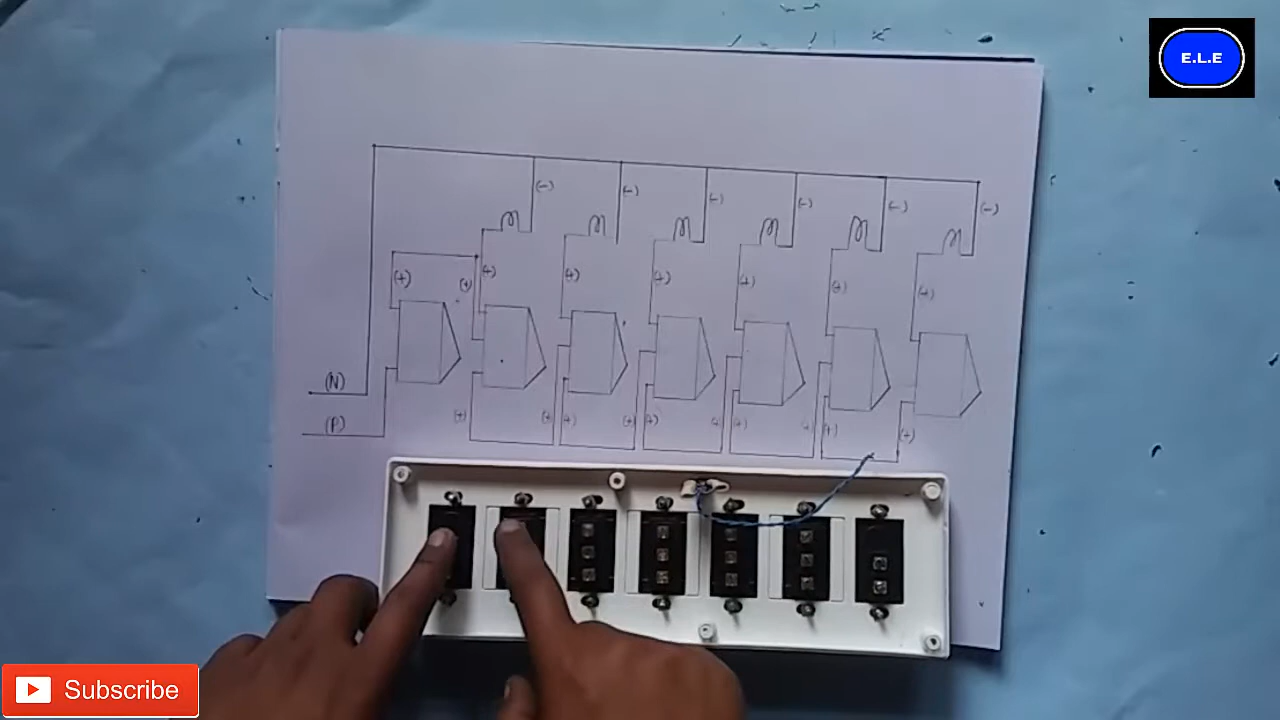 E.L.E
(-) (-) (-) (-) (-) (-)
(+) (+) (+) (+) (+) (+) (+) (+)
(N)
(P)
(+) (+) (+) (+) (+) (+) (+) (+) (+) (+)
Subscribe